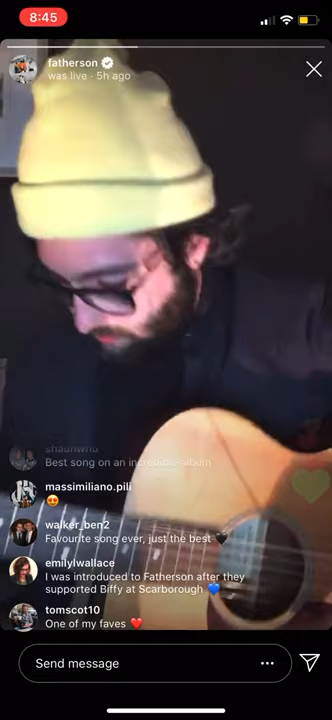 8:45
fatherson
was live · 5h ago
shaunwhu
Best song on an incredible album
massimiliano.pili
😍
walker_ben2
Favourite song ever, just the best 🖤
emilylwallace
I was introduced to Fatherson after they
supported Biffy at Scarborough 💙
tomscot10
One of my faves ❤️
Send message